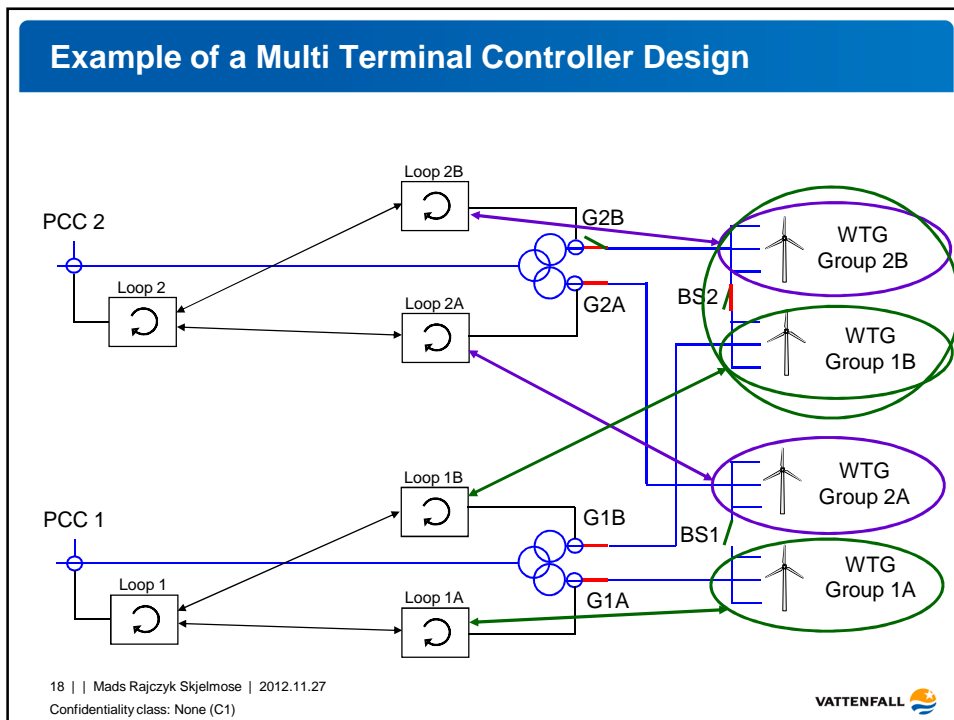 Example of a Multi Terminal Controller Design
Loop 2B
PCC 2
G2B
WTG
Group 2B
Loop 2
Loop 2A
G2A
BS2
WTG
Group 1B
Loop 1B
WTG
Group 2A
PCC 1
G1B
BS1
Loop 1
Loop 1A
G1A
WTG
Group 1A
18 | | Mads Rajczyk Skjelmose | 2012.11.27
Confidentiality class: None (C1)
VATTENFALL